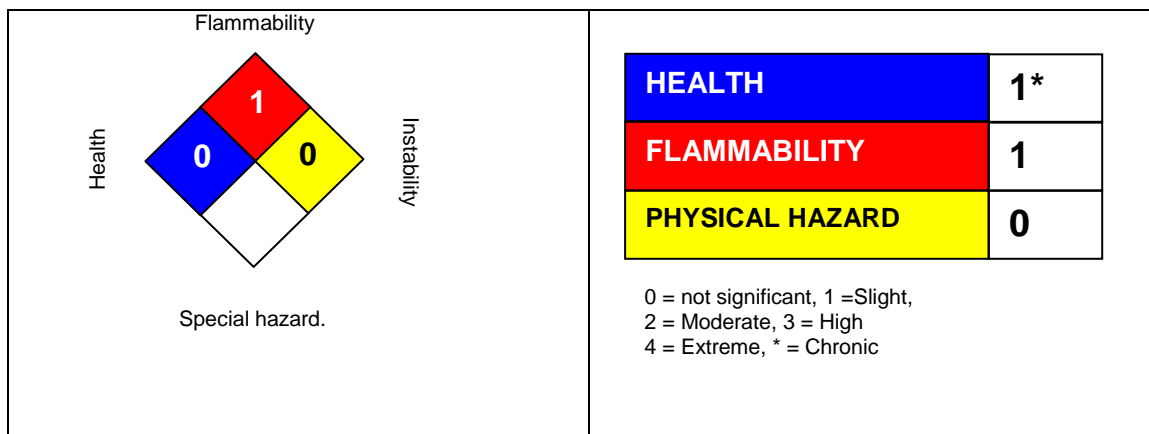 Flammability
1
Health
0
0
Instability
Special hazard.
HEALTH 1*
FLAMMABILITY 1
PHYSICAL HAZARD 0
0 = not significant, 1 =Slight,
2 = Moderate, 3 = High
4 = Extreme, * = Chronic